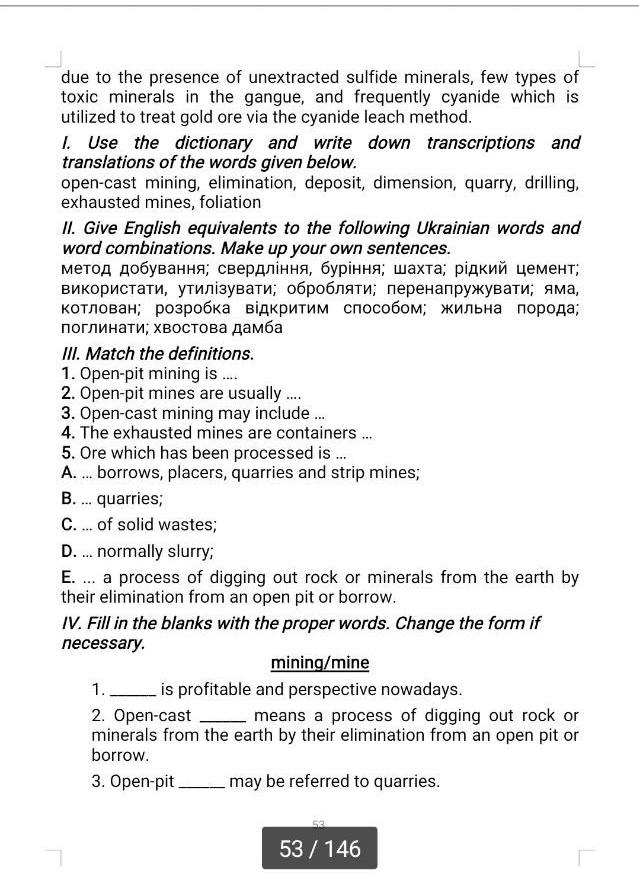 due to the presence of unextracted sulfide minerals, few types of
toxic minerals in the gangue, and frequently cyanide which is
utilized to treat gold ore via the cyanide leach method.
I. Use the dictionary and write down transcriptions and
translations of the words given below.
open-cast mining, elimination, deposit, dimension, quarry, drilling,
exhausted mines, foliation
II. Give English equivalents to the following Ukrainian words and
word combinations. Make up your own sentences.
метод добування; свердління, буріння; шахта; рідкий цемент;
використати, утилізувати; обробляти; перенапружувати; яма,
котлован; розробка відкритим способом; жильна порода;
поглинати; хвостова дамба
III. Match the definitions.
1. Open-pit mining is ....
2. Open-pit mines are usually ....
3. Open-cast mining may include ...
4. The exhausted mines are containers ...
5. Ore which has been processed is ...
A. ... borrows, placers, quarries and strip mines;
B. ... quarries;
C. ... of solid wastes;
D. ... normally slurry;
E. ... a process of digging out rock or minerals from the earth by
their elimination from an open pit or borrow.
IV. Fill in the blanks with the proper words. Change the form if
necessary.
mining/mine
1. ______ is profitable and perspective nowadays.
2. Open-cast ______ means a process of digging out rock or
minerals from the earth by their elimination from an open pit or
borrow.
3. Open-pit ______ may be referred to quarries.
53
53 / 146